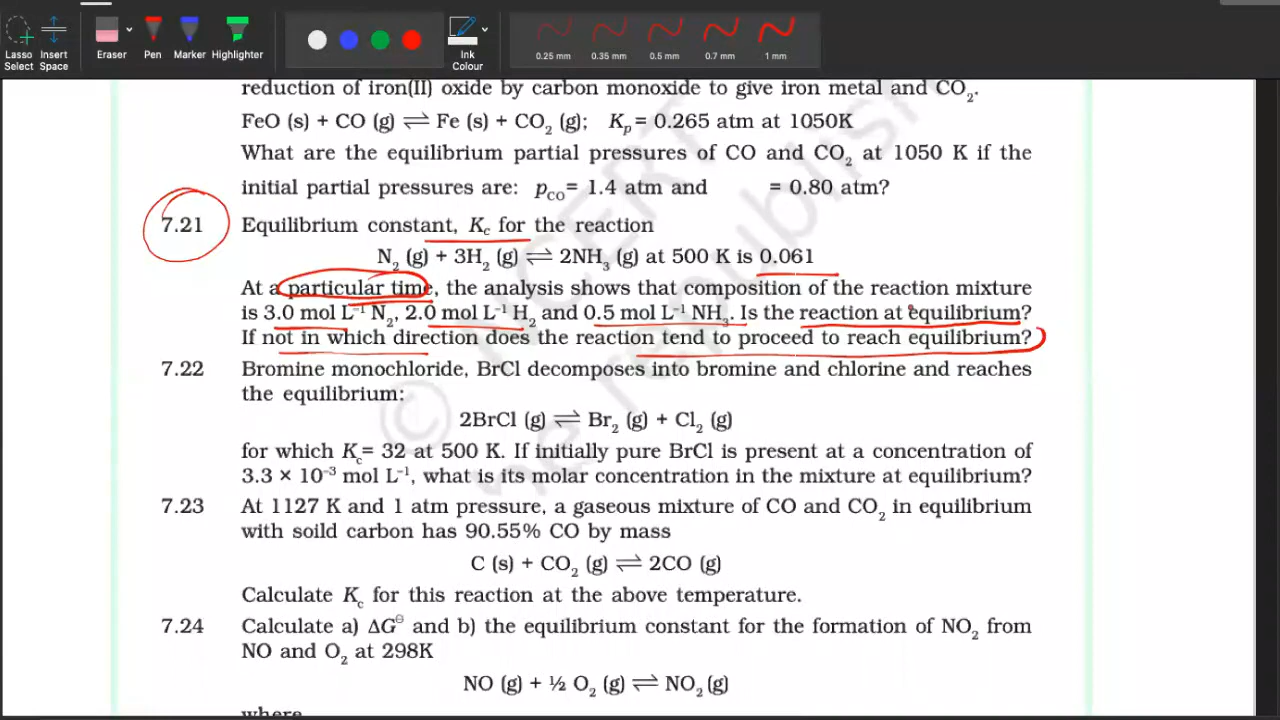 Lasso Select
Insert Space
Eraser
Pen
Marker
Highlighter
Ink Colour
0.25 mm
0.35 mm
0.5 mm
0.7 mm
1 mm
reduction of iron(II) oxide by carbon monoxide to give iron metal and CO₂.
FeO (s) + CO (g) ⇌ Fe (s) + CO₂ (g); Kₚ = 0.265 atm at 1050K
What are the equilibrium partial pressures of CO and CO₂ at 1050 K if the
initial partial pressures are: p_CO = 1.4 atm and = 0.80 atm?
7.21 Equilibrium constant, K_c for the reaction
N₂ (g) + 3H₂ (g) ⇌ 2NH₃ (g) at 500 K is 0.061
At a particular time, the analysis shows that composition of the reaction mixture
is 3.0 mol L⁻¹ N₂, 2.0 mol L⁻¹ H₂ and 0.5 mol L⁻¹ NH₃. Is the reaction at equilibrium?
If not in which direction does the reaction tend to proceed to reach equilibrium?
7.22 Bromine monochloride, BrCl decomposes into bromine and chlorine and reaches
the equilibrium:
2BrCl (g) ⇌ Br₂ (g) + Cl₂ (g)
for which K_c= 32 at 500 K. If initially pure BrCl is present at a concentration of
3.3 × 10⁻³ mol L⁻¹, what is its molar concentration in the mixture at equilibrium?
7.23 At 1127 K and 1 atm pressure, a gaseous mixture of CO and CO₂ in equilibrium
with soild carbon has 90.55% CO by mass
C (s) + CO₂ (g) ⇌ 2CO (g)
Calculate K_c for this reaction at the above temperature.
7.24 Calculate a) ΔG⊖ and b) the equilibrium constant for the formation of NO₂ from
NO and O₂ at 298K
NO (g) + ½ O₂ (g) ⇌ NO₂ (g)
where
© NCERT